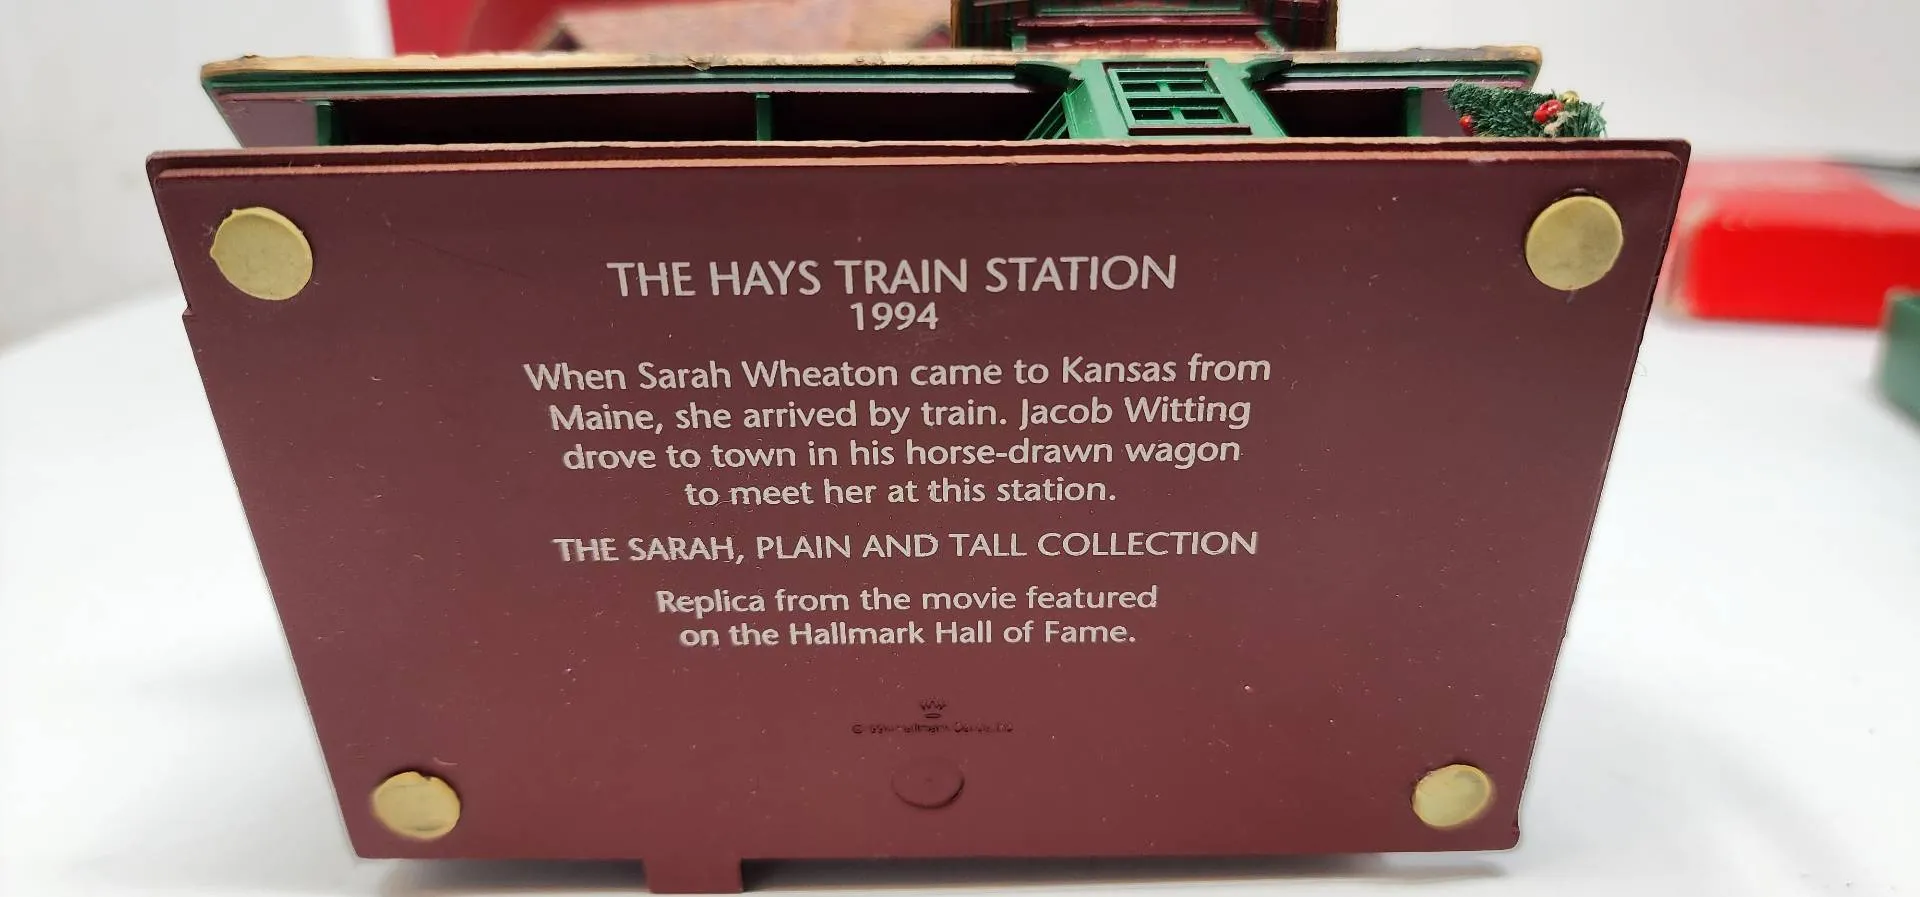 THE HAYS TRAIN STATION
1994
When Sarah Wheaton came to Kansas from
Maine, she arrived by train. Jacob Witting
drove to town in his horse-drawn wagon
to meet her at this station.
THE SARAH, PLAIN AND TALL COLLECTION
Replica from the movie featured
on the Hallmark Hall of Fame.